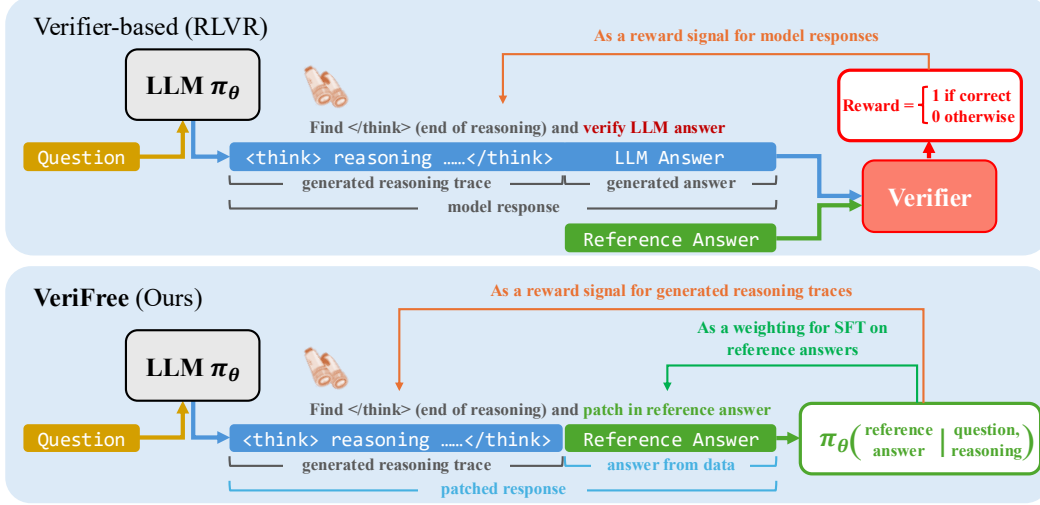 Verifier-based (RLVR)
As a reward signal for model responses
LLM πθ
Reward = { 1 if correct
0 otherwise
Find </think> (end of reasoning) and verify LLM answer
Question
<think> reasoning ……</think>
LLM Answer
generated reasoning trace
generated answer
Verifier
model response
Reference Answer
VeriFree (Ours)
As a reward signal for generated reasoning traces
As a weighting for SFT on
reference answers
LLM πθ
Find </think> (end of reasoning) and patch in reference answer
Question
<think> reasoning ……</think>
Reference Answer
πθ( reference answer | question, reasoning )
generated reasoning trace
answer from data
patched response